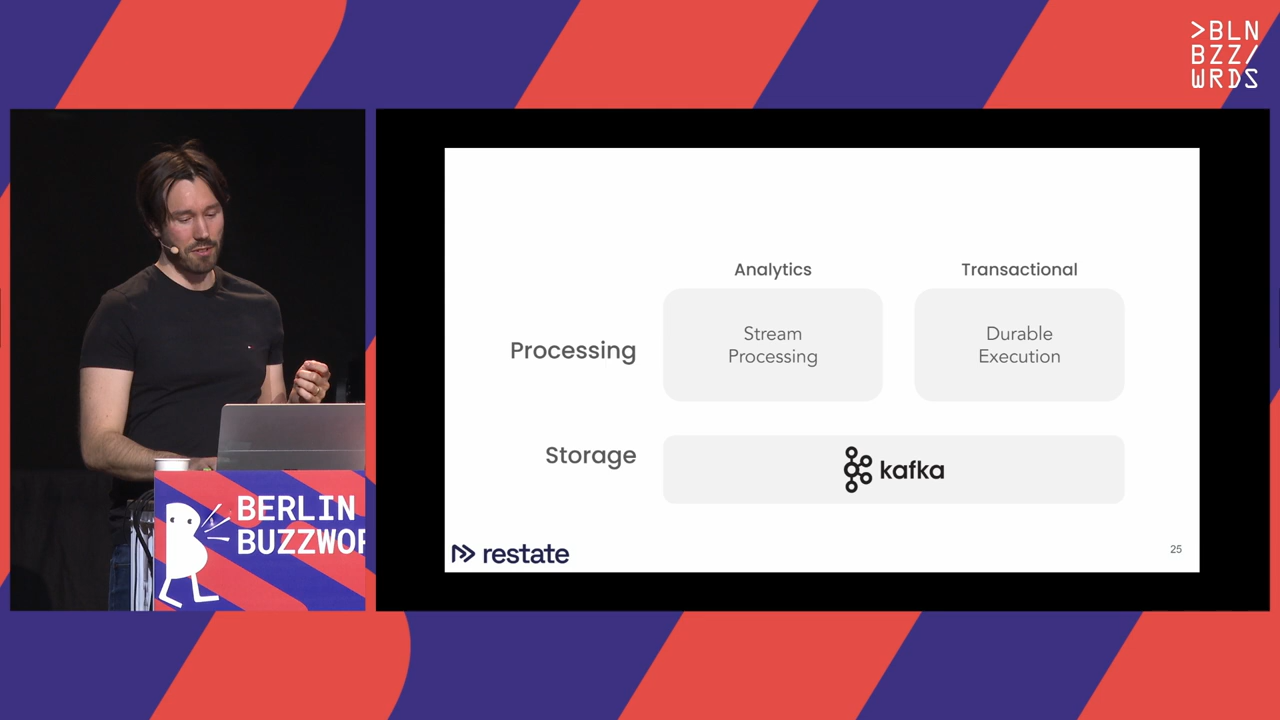 >BLN
BZZ/
WRDS
Analytics
Transactional
Processing
Stream
Processing
Durable
Execution
Storage
kafka
restate
25
BERLIN
BUZZWOR